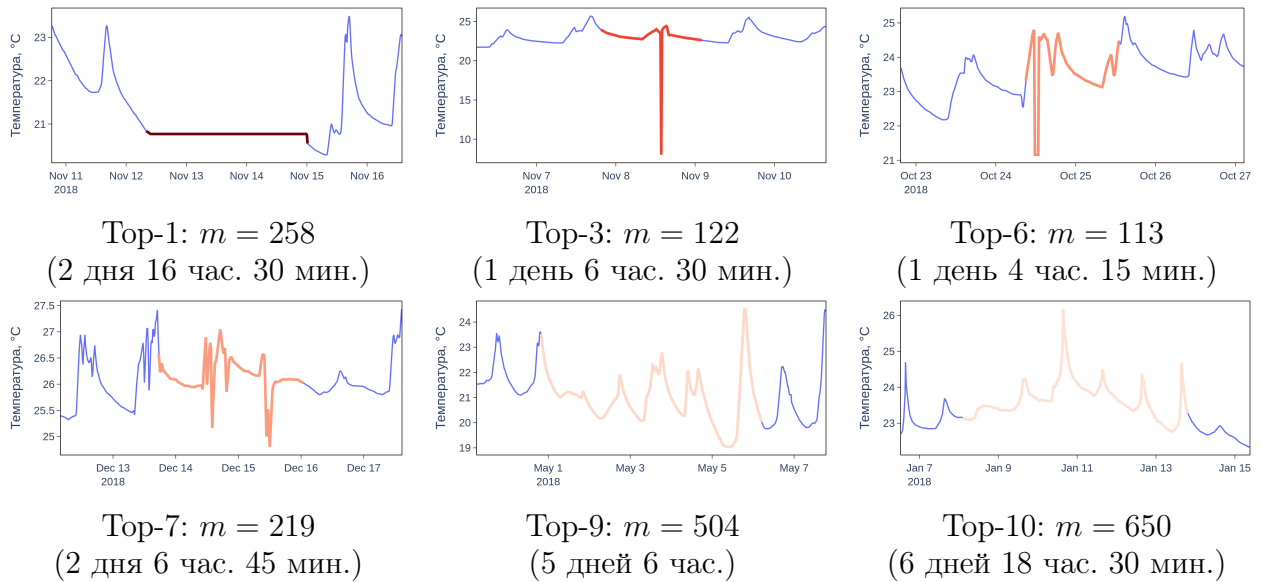 Температура, °C
23
22
21
Nov 11
2018
Nov 12
Nov 13
Nov 14
Nov 15
Nov 16
Top-1: m = 258
(2 дня 16 час. 30 мин.)
Температура, °C
25
20
15
10
Nov 7
2018
Nov 8
Nov 9
Nov 10
Top-3: m = 122
(1 день 6 час. 30 мин.)
Температура, °C
25
24
23
22
21
Oct 23
2018
Oct 24
Oct 25
Oct 26
Oct 27
Top-6: m = 113
(1 день 4 час. 15 мин.)
Температура, °C
27.5
27
26.5
26
25.5
25
Dec 13
2018
Dec 14
Dec 15
Dec 16
Dec 17
Top-7: m = 219
(2 дня 6 час. 45 мин.)
Температура, °C
24
23
22
21
20
19
May 1
2018
May 3
May 5
May 7
Top-9: m = 504
(5 дней 6 час.)
Температура, °C
26
25
24
23
Jan 7
2018
Jan 9
Jan 11
Jan 13
Jan 15
Top-10: m = 650
(6 дней 18 час. 30 мин.)